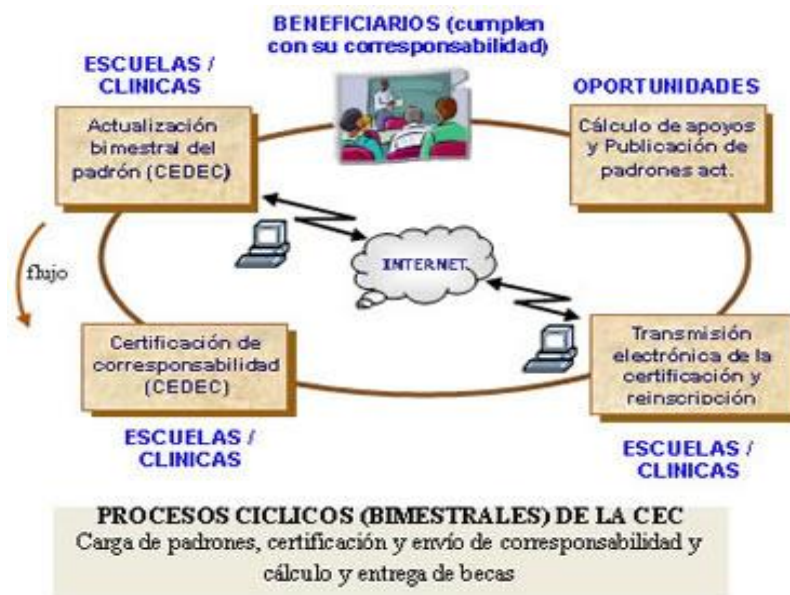 BENEFICIARIOS (cumplen
con su corresponsabilidad)
ESCUELAS /
CLINICAS
Actualización
bimestral del
padrón (CEDEC)
OPORTUNIDADES
Cálculo de apoyos
y Publicación de
padrones act.
INTERNET
flujo
Certificación de
corresponsabilidad
(CEDEC)
ESCUELAS /
CLINICAS
Transmisión
electrónica de la
certificación y
reinscripción
ESCUELAS /
CLINICAS
PROCESOS CICLICOS (BIMESTRALES) DE LA CEC
Carga de padrones, certificación y envío de corresponsabilidad y
cálculo y entrega de becas